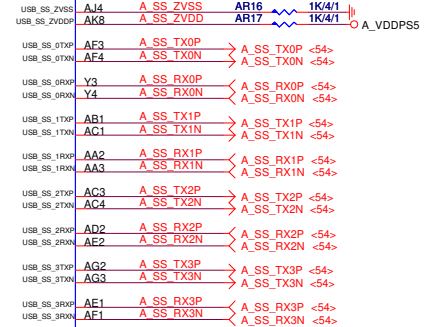 USB_SS_ZVSS AJ4 A_SS_ZVSS AR16 1K/4/1
USB_SS_ZVDDP AK8 A_SS_ZVDD AR17 1K/4/1 A_VDDPS5
USB_SS_0TXP AF3 A_SS_TX0P A_SS_TX0P <54>
USB_SS_0TXN AF4 A_SS_TX0N A_SS_TX0N <54>
USB_SS_0RXP Y3 A_SS_RX0P A_SS_RX0P <54>
USB_SS_0RXN Y4 A_SS_RX0N A_SS_RX0N <54>
USB_SS_1TXP AB1 A_SS_TX1P A_SS_TX1P <54>
USB_SS_1TXN AC1 A_SS_TX1N A_SS_TX1N <54>
USB_SS_1RXP AA2 A_SS_RX1P A_SS_RX1P <54>
USB_SS_1RXN AA3 A_SS_RX1N A_SS_RX1N <54>
USB_SS_2TXP AC3 A_SS_TX2P A_SS_TX2P <54>
USB_SS_2TXN AC4 A_SS_TX2N A_SS_TX2N <54>
USB_SS_2RXP AD2 A_SS_RX2P A_SS_RX2P <54>
USB_SS_2RXN AE2 A_SS_RX2N A_SS_RX2N <54>
USB_SS_3TXP AG2 A_SS_TX3P A_SS_TX3P <54>
USB_SS_3TXN AG3 A_SS_TX3N A_SS_TX3N <54>
USB_SS_3RXP AE1 A_SS_RX3P A_SS_RX3P <54>
USB_SS_3RXN AF1 A_SS_RX3N A_SS_RX3N <54>